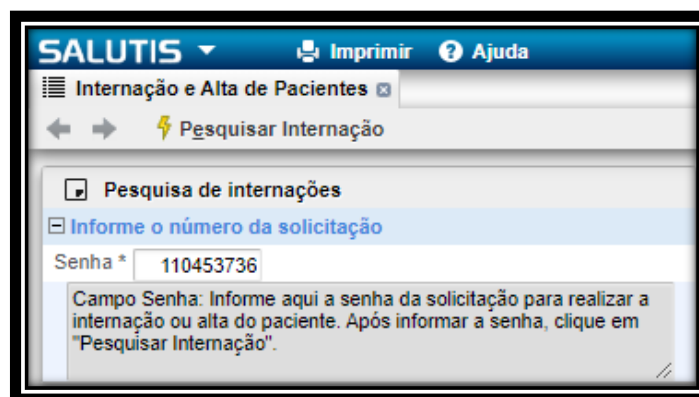 SALUTIS Imprimir Ajuda
Internação e Alta de Pacientes
Pesquisar Internação
Pesquisa de internações
Informe o número da solicitação
Senha * 110453736
Campo Senha: Informe aqui a senha da solicitação para realizar a
internação ou alta do paciente. Após informar a senha, clique em
"Pesquisar Internação".